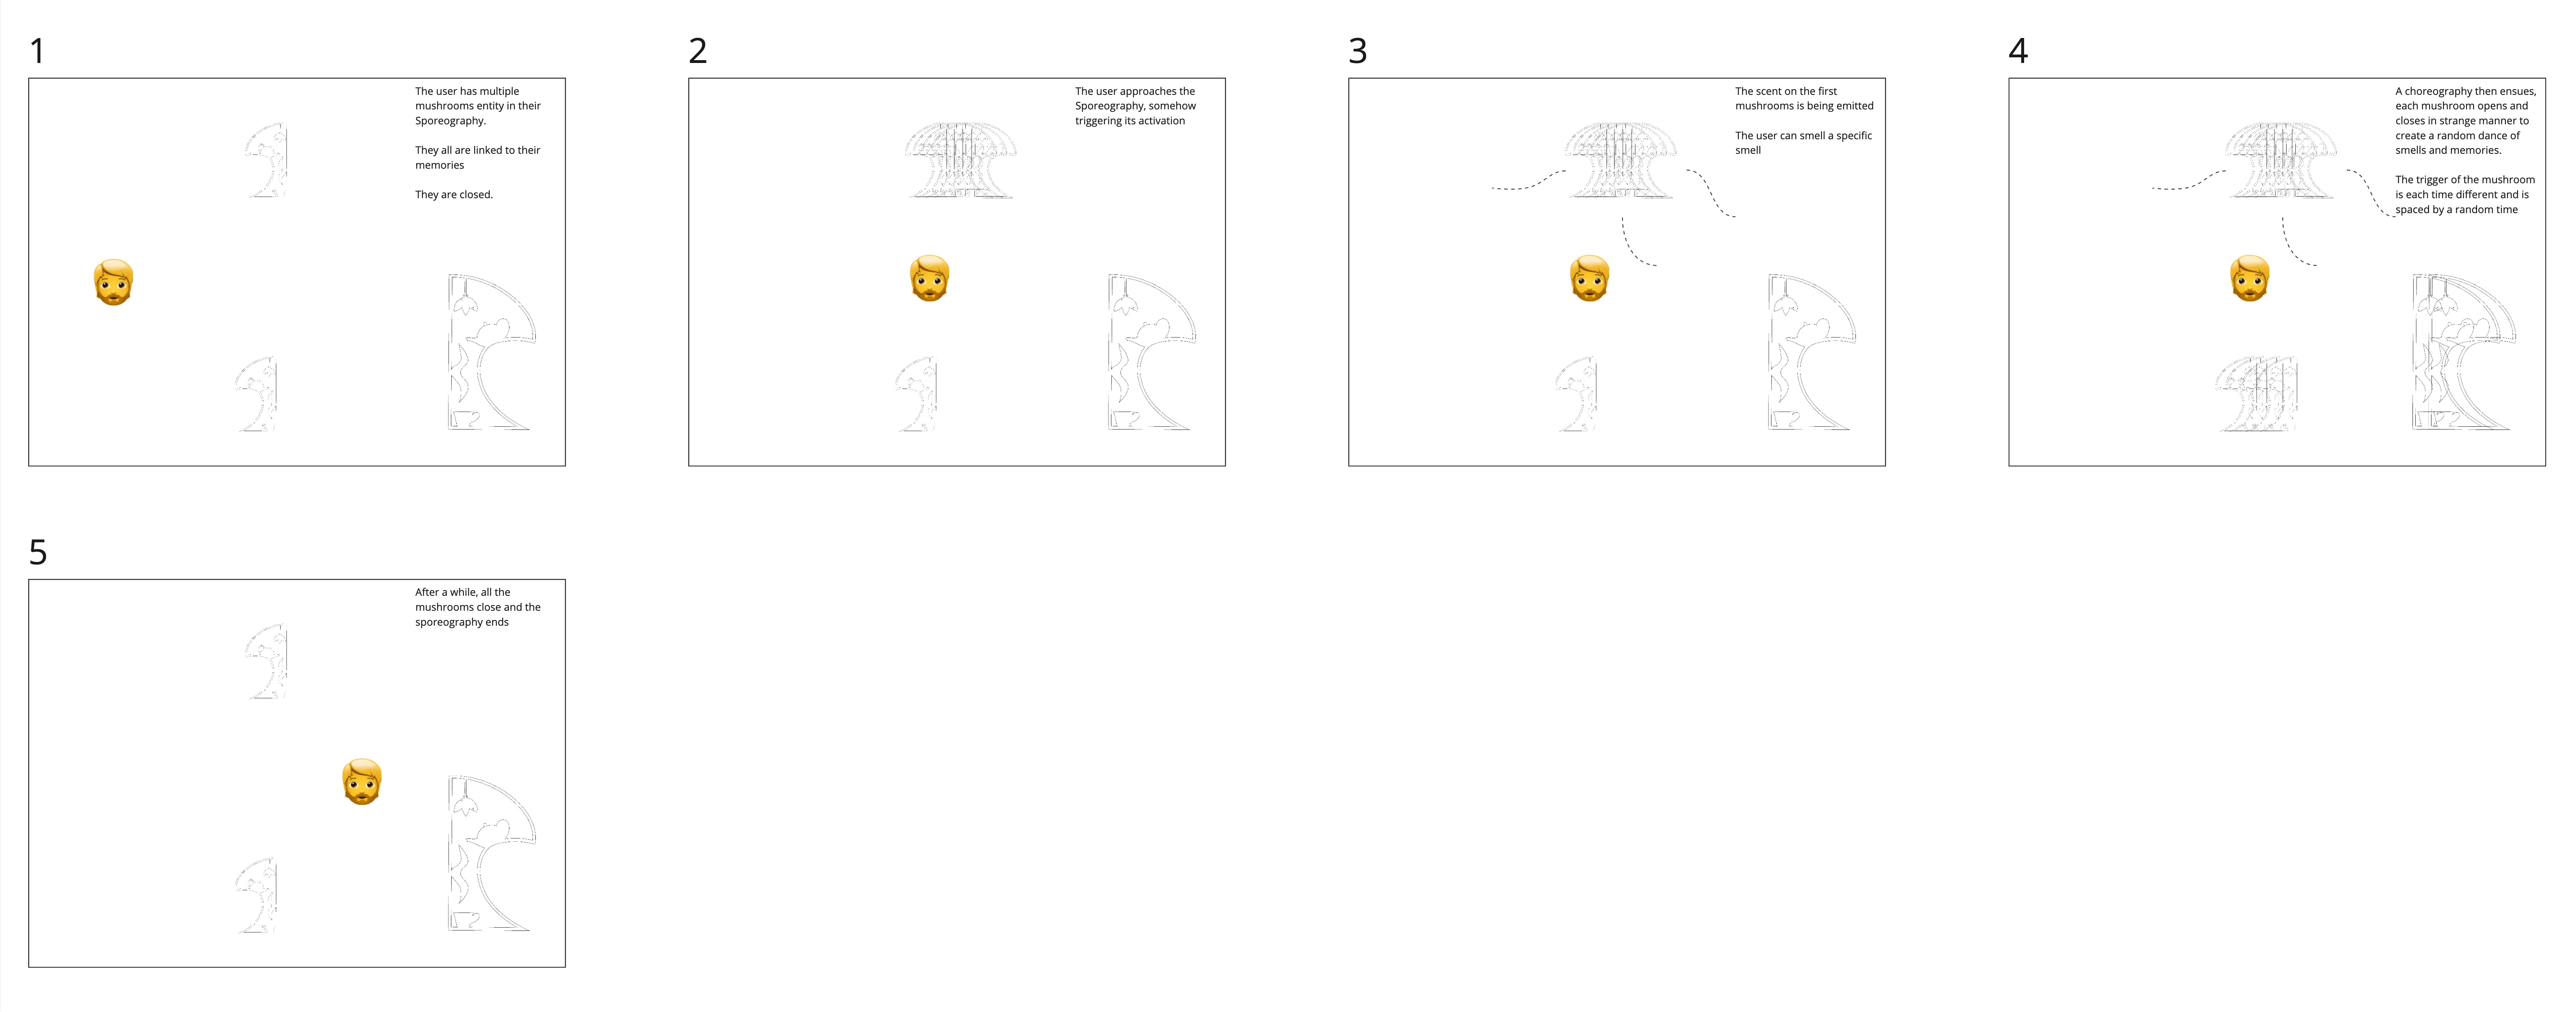 1
The user has multiple
mushrooms entity in their
Sporeography.
They all are linked to their
memories
They are closed.
2
The user approaches the
Sporeography, somehow
triggering its activation
3
The scent on the first
mushrooms is being emitted
The user can smell a specific
smell
4
A choreography then ensues,
each mushroom opens and
closes in strange manner to
create a random dance of
smells and memories.
The trigger of the mushroom
is each time different and is
spaced by a random time
5
After a while, all the
mushrooms close and the
sporeography ends